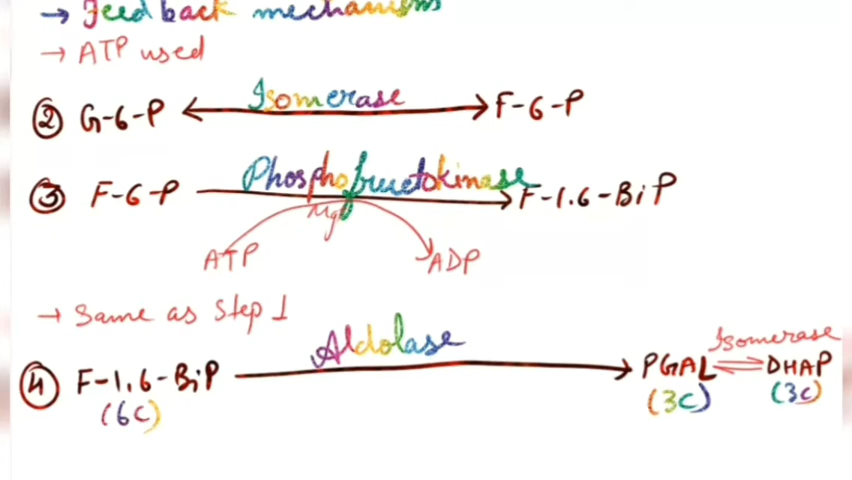 → Feedback mechanisms
→ ATP used
② G-6-P ⟷ Isomerase F-6-P
③ F-6-P → Phosphofructokinase F-1.6-BiP
Mg
ATP ADP
→ Same as step 1
④ F-1.6-BiP → Aldolase PGAL ⇌ Isomerase DHAP
(6C) (3C) (3C)